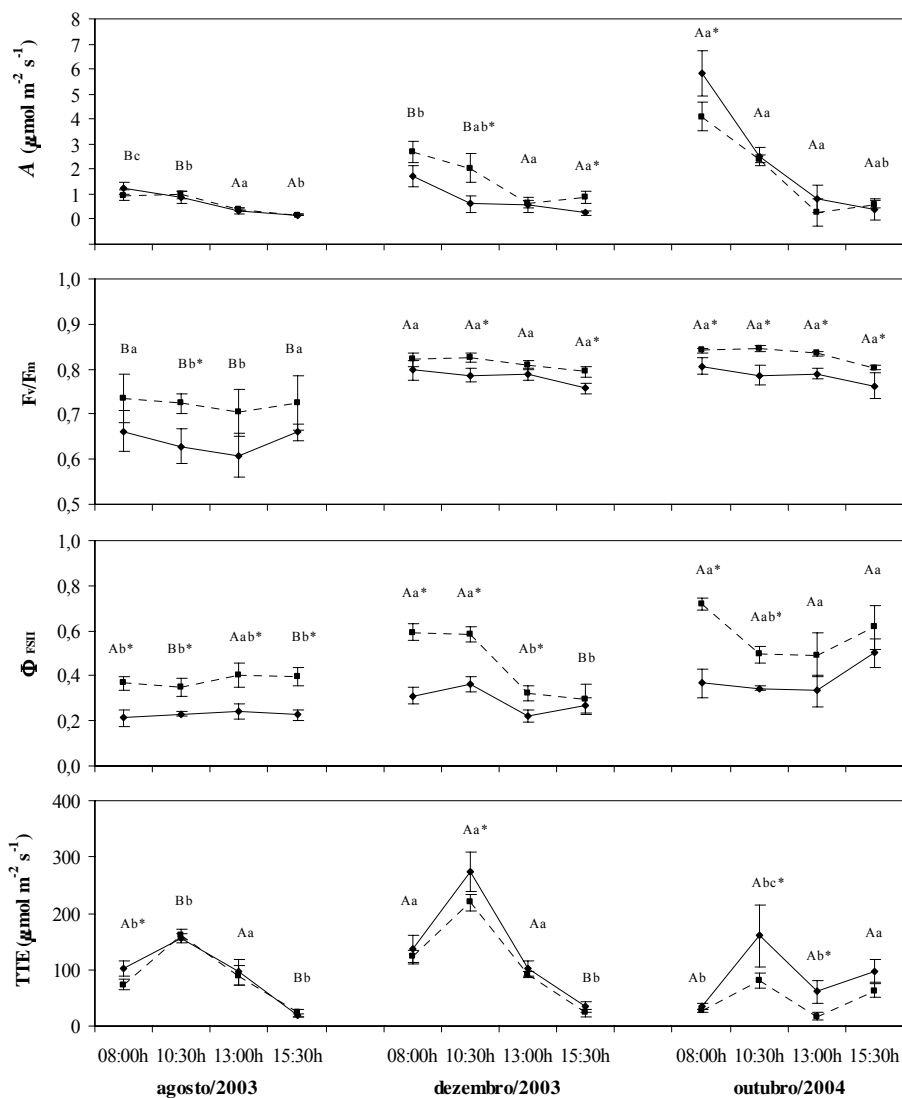 8
7
6
5
4
3
2
1
0
A (µmol m-2 s-1)
Aa*
Bb
Bab*
Aa
Bc
Bb
Aa
Ab
Aa
Aa*
Aa
Aab
1,0
0,9
0,8
0,7
0,6
0,5
Fv/Fm
Ba
Bb*
Bb
Ba
Aa
Aa*
Aa
Aa*
Aa*
Aa*
Aa*
Aa*
1,0
0,8
0,6
0,4
0,2
0,0
Φ FSII
Ab*
Bb*
Aab*
Bb*
Aa*
Aa*
Ab*
Bb
Aa*
Aab*
Aa
Aa
400
300
200
100
0
TTE (µmol m-2 s-1)
Ab*
Bb
Aa
Bb
Aa
Aa*
Aa
Bb
Ab
Abc*
Ab*
Aa
08:00h 10:30h 13:00h 15:30h 08:00h 10:30h 13:00h 15:30h 08:00h 10:30h 13:00h 15:30h
agosto/2003 dezembro/2003 outubro/2004